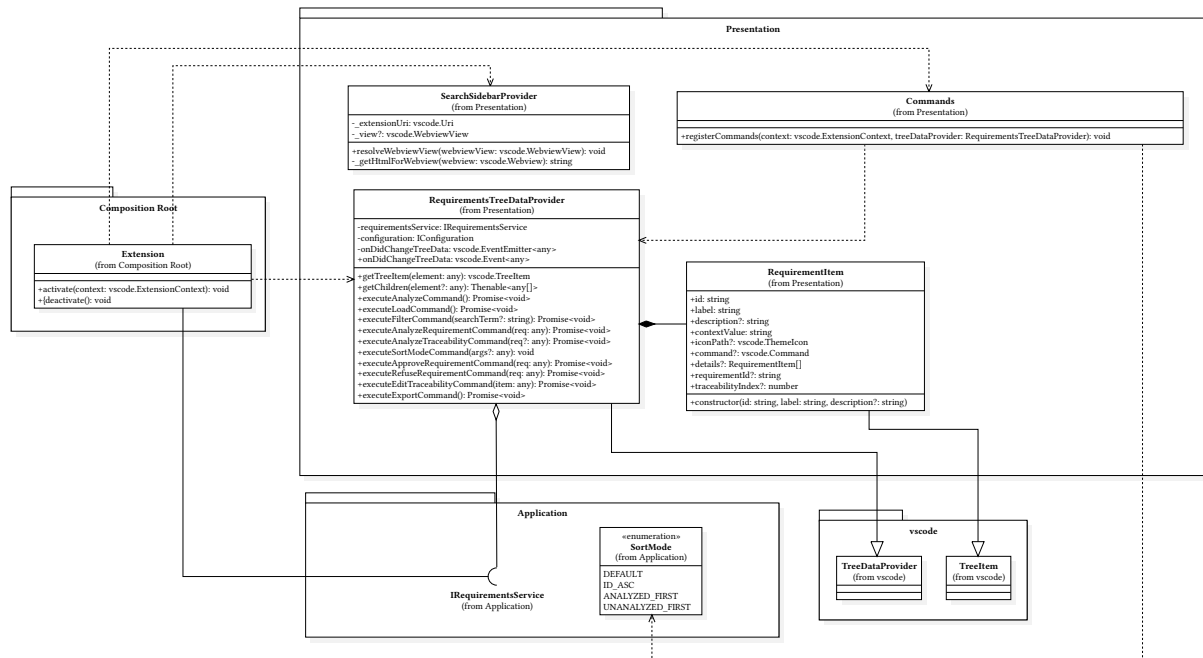 Presentation
SearchSidebarProvider
(from Presentation)
-_extensionUri: vscode.Uri
-_view?: vscode.WebviewView
+resolveWebviewView(webviewView: vscode.WebviewView): void
-_getHtmlForWebview(webview: vscode.Webview): string
Commands
(from Presentation)
+registerCommands(context: vscode.ExtensionContext, treeDataProvider: RequirementsTreeDataProvider): void
Composition Root
Extension
(from Composition Root)
+activate(context: vscode.ExtensionContext): void
+{deactivate(): void
RequirementsTreeDataProvider
(from Presentation)
-requirementsService: IRequirementsService
-configuration: IConfiguration
-onDidChangeTreeData: vscode.EventEmitter<any>
+onDidChangeTreeData: vscode.Event<any>
+getTreeItem(element: any): vscode.TreeItem
+getChildren(element?: any): Thenable<any[]>
+executeAnalyzeCommand(): Promise<void>
+executeLoadCommand(): Promise<void>
+executeFilterCommand(searchTerm?: string): Promise<void>
+executeAnalyzeRequirementCommand(req: any): Promise<void>
+executeAnalyzeTraceabilityCommand(req?: any): Promise<void>
+executeSortModeCommand(args?: any): void
+executeApproveRequirementCommand(req: any): Promise<void>
+executeRefuseRequirementCommand(req: any): Promise<void>
+executeEditTraceabilityCommand(item: any): Promise<void>
+executeExportCommand(): Promise<void>
RequirementItem
(from Presentation)
+id: string
+label: string
+description?: string
+contextValue: string
+iconPath?: vscode.ThemeIcon
+command?: vscode.Command
+details?: RequirementItem[]
+requirementId?: string
+traceabilityIndex?: number
+constructor(id: string, label: string, description?: string)
Application
IRequirementsService
(from Application)
«enumeration»
SortMode
(from Application)
DEFAULT
ID_ASC
ANALYZED_FIRST
UNANALYZED_FIRST
vscode
TreeDataProvider
(from vscode)
TreeItem
(from vscode)